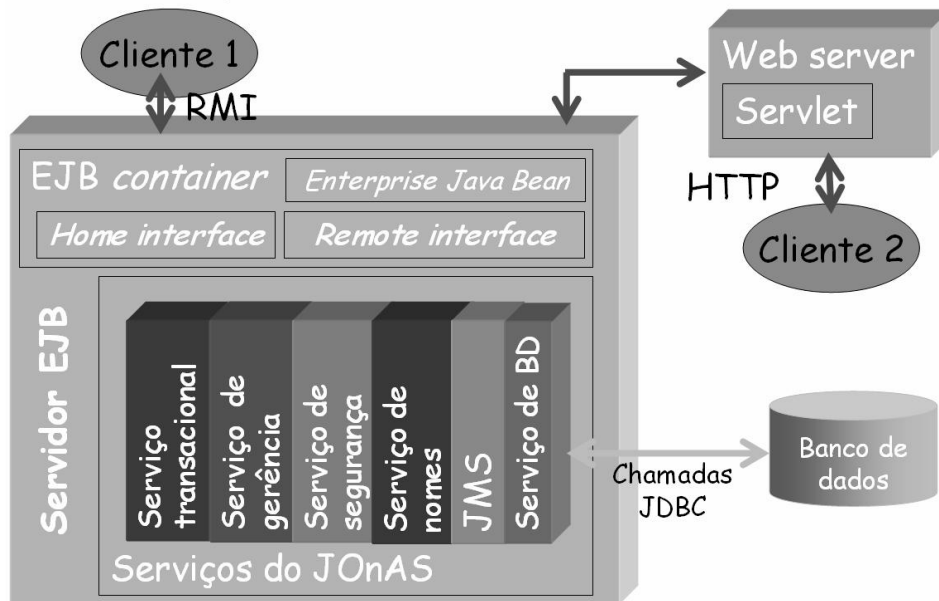 Cliente 1
RMI
Web server
Servlet
HTTP
Cliente 2
EJB container
Enterprise Java Bean
Home interface
Remote interface
Servidor EJB
Serviço
transacional
Serviço de
gerência
Serviço de
segurança
Serviço de
nomes
JMS
Serviço de BD
Serviços do JOnAS
Chamadas
JDBC
Banco de
dados